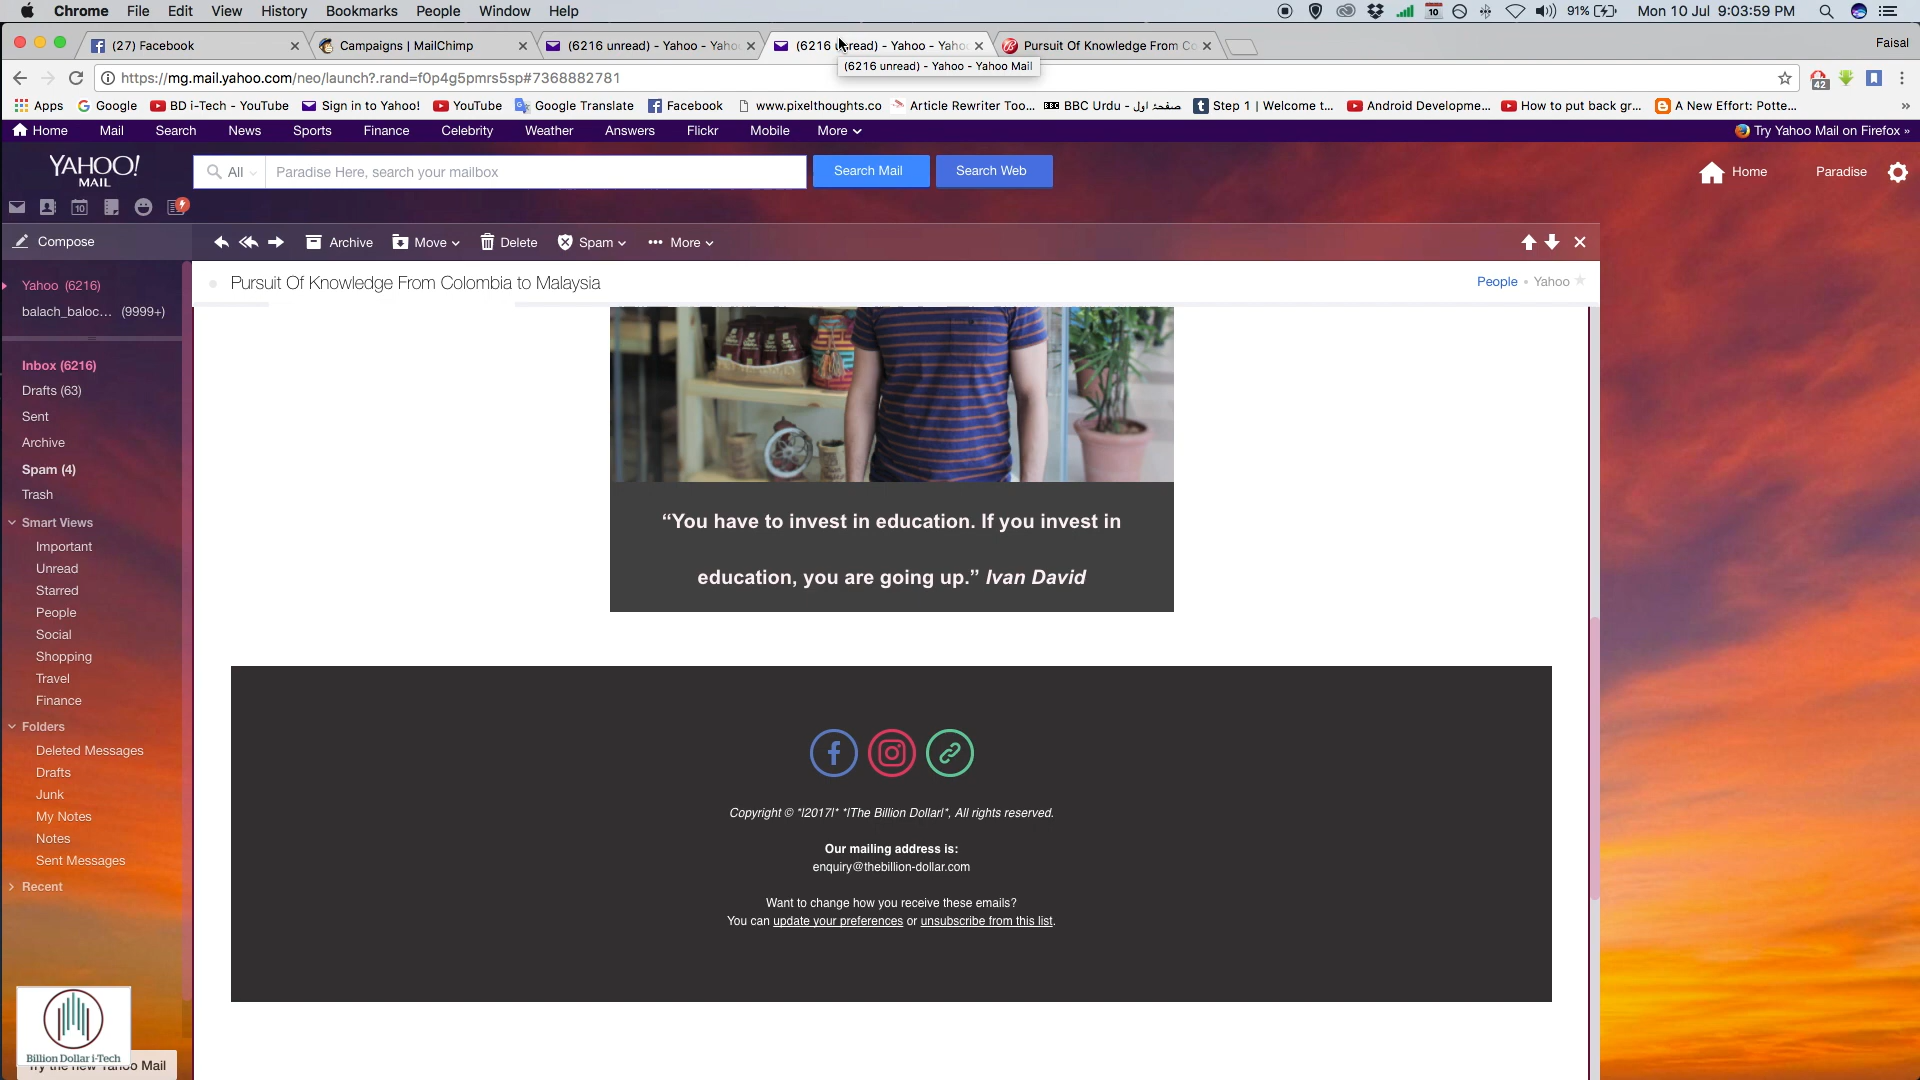 Chrome File Edit View History Bookmarks People Window Help 10 91% Mon 10 Jul 9:03:59 PM
(27) Facebook Campaigns | MailChimp (6216 unread) - Yahoo - Yaho (6216 unread) - Yahoo - Yaho Pursuit Of Knowledge From Co Faisal
(6216 unread) - Yahoo - Yahoo Mail
https://mg.mail.yahoo.com/neo/launch?.rand=f0p4g5pmrs5sp#7368882781 42
Apps Google BD i-Tech - YouTube Sign in to Yahoo! YouTube Google Translate Facebook www.pixelthoughts.co Article Rewriter Too... BBC Urdu - صفحۂ اول Step 1 | Welcome t... Android Developme... How to put back gr... A New Effort: Potte... »
Home Mail Search News Sports Finance Celebrity Weather Answers Flickr Mobile More Try Yahoo Mail on Firefox »
YAHOO!
MAIL
All Paradise Here, search your mailbox Search Mail Search Web Home Paradise
10
Compose Archive Move Delete Spam More
Pursuit Of Knowledge From Colombia to Malaysia People Yahoo
Yahoo (6216)
balach_baloc... (9999+)
Inbox (6216)
Drafts (63)
Sent
Archive
Spam (4)
Trash
Smart Views
Important
Unread
Starred
People
Social
Shopping
Travel
Finance
Folders
Deleted Messages
Drafts
Junk
My Notes
Notes
Sent Messages
Recent
“You have to invest in education. If you invest in
education, you are going up.” Ivan David
Copyright © *|2017|* *|The Billion Dollar|*, All rights reserved.
Our mailing address is:
enquiry@thebillion-dollar.com
Want to change how you receive these emails?
You can update your preferences or unsubscribe from this list.
Billion Dollar i-Tech
Try the new Yahoo Mail